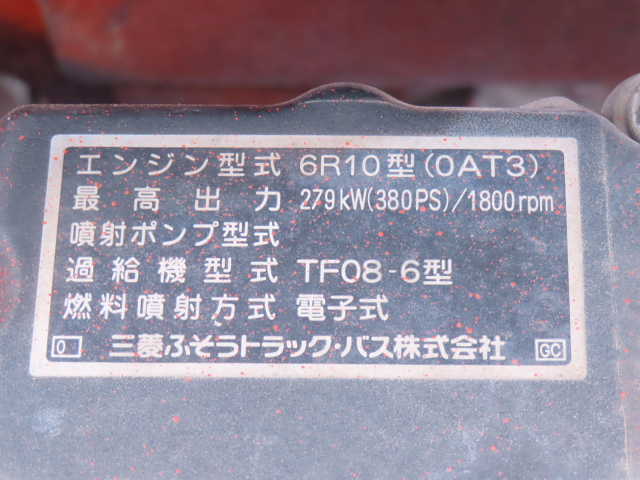 エンジン型式 6R10型(0AT3)
最高出力 279kW(380PS)/1800rpm
噴射ポンプ型式
過給機型式 TF08-6型
燃料噴射方式 電子式
0 三菱ふそうトラック・バス株式会社 GC